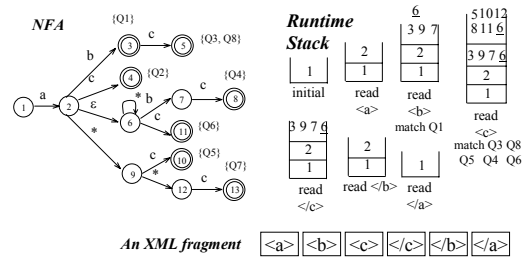 NFA
{Q1}
b
3
c
5
{Q3, Q8}
c
4
{Q2}
1
a
2
ε
*
6
b
7
c
8
{Q4}
c
11
{Q6}
*
9
c
10
{Q5}
*
12
c
13
{Q7}
Runtime
Stack
1
initial
2
1
read
<a>
6
3 9 7
2
1
read
<b>
match Q1
5 10 12
8 11 6
3 9 7 6
2
1
read
<c>
match Q3 Q8
Q5 Q4 Q6
3 9 7 6
2
1
read
</c>
2
1
read </b>
1
read
</a>
An XML fragment <a> <b> <c> </c> </b> </a>